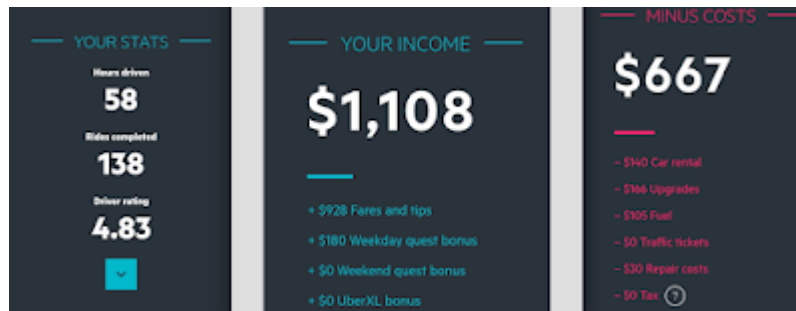 YOUR STATS
Hours driven
58
Rides completed
138
Driver rating
4.83
YOUR INCOME
$1,108
+ $928 Fares and tips
+ $180 Weekday quest bonus
+ $0 Weekend quest bonus
+ $0 UberXL bonus
MINUS COSTS
$667
– $140 Car rental
– $166 Upgrades
– $105 Fuel
– $0 Traffic tickets
– $30 Repair costs
– $0 Tax ?